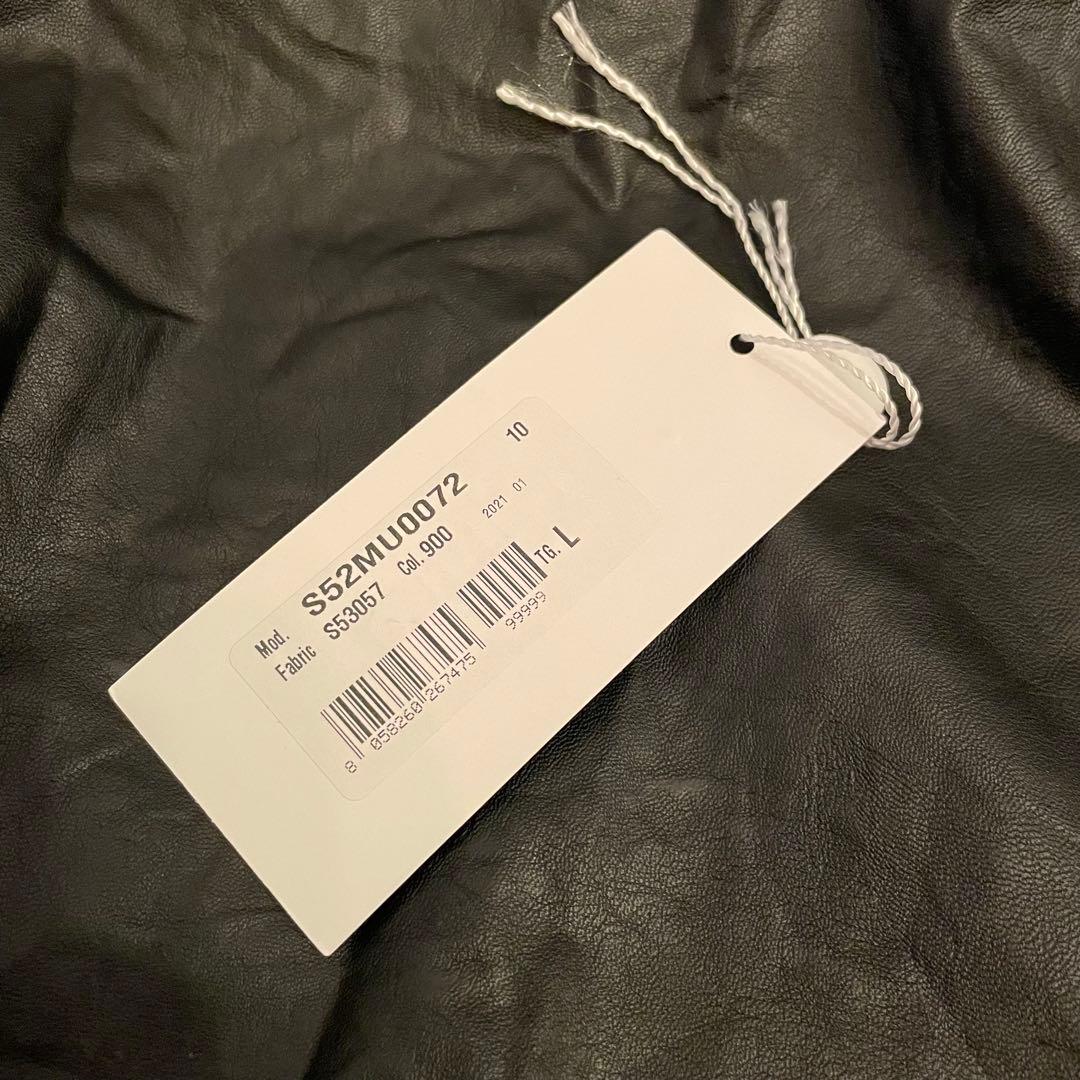 10
Mod. S52MU0072
Fabric S53057 Col. 900 2021 01
TG. L
8 058260 267475 99999